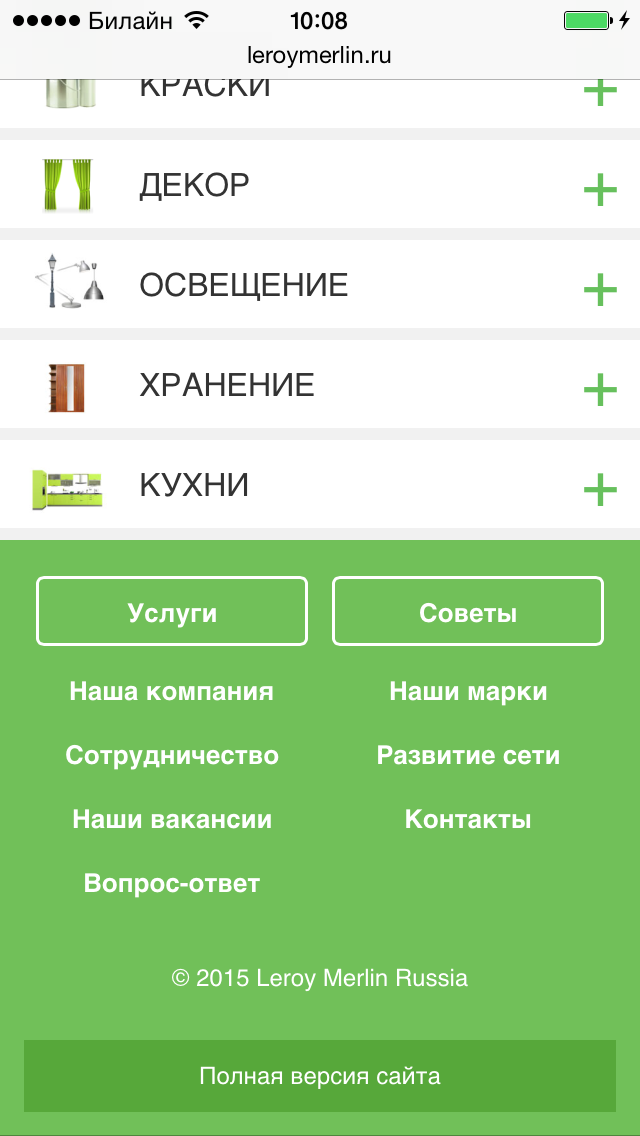 Билайн 10:08
leroymerlin.ru
КРАСКИ
ДЕКОР
ОСВЕЩЕНИЕ
ХРАНЕНИЕ
КУХНИ
Услуги Советы
Наша компания Наши марки
Сотрудничество Развитие сети
Наши вакансии Контакты
Вопрос-ответ
© 2015 Leroy Merlin Russia
Полная версия сайта